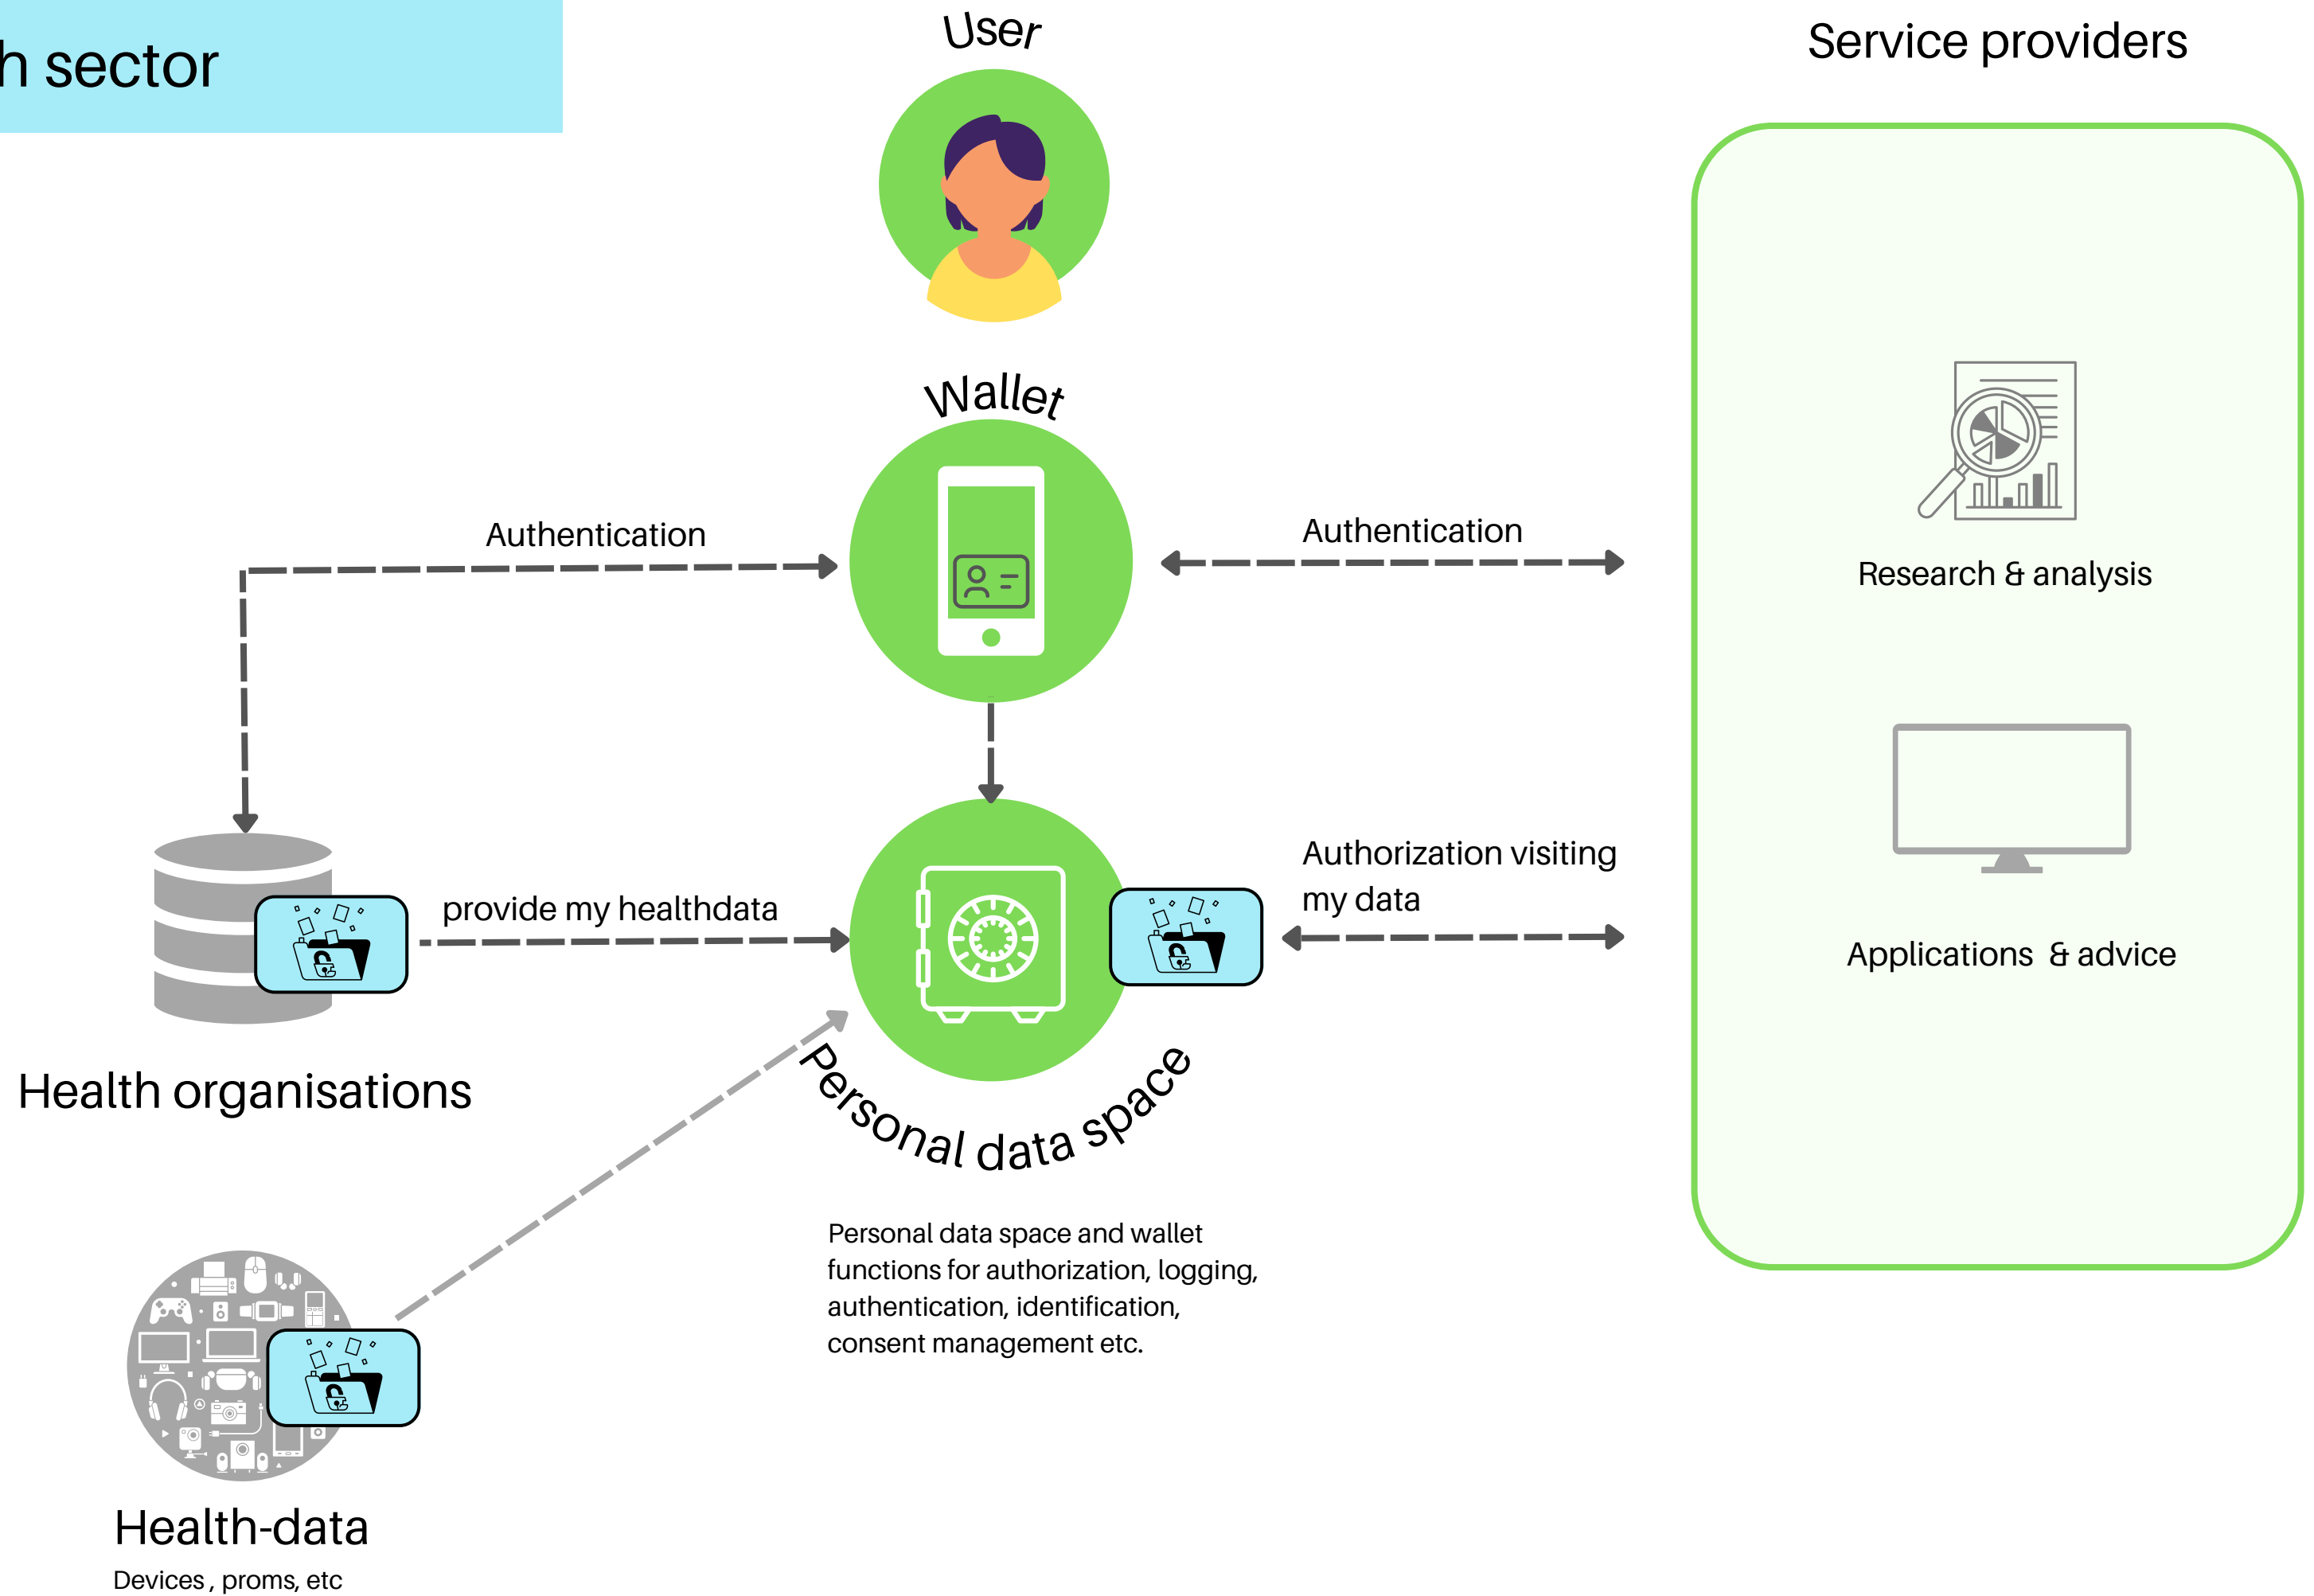 h sector
User
Service providers
Wallet
Authentication
Authentication
Research & analysis
Authorization visiting
my data
provide my healthdata
Applications & advice
Health organisations
Personal data space
Personal data space and wallet
functions for authorization, logging,
authentication, identification,
consent management etc.
Health-data
Devices , proms, etc